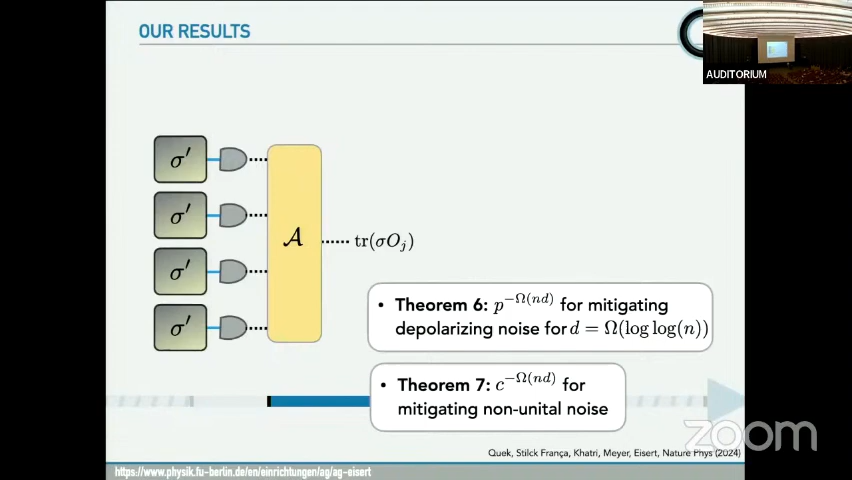 OUR RESULTS
AUDITORIUM
σ′
σ′
σ′
σ′
𝒜
tr(σO_j)
• Theorem 6: p^{−Ω(nd)} for mitigating
depolarizing noise for d = Ω(log log(n))
• Theorem 7: c^{−Ω(nd)} for
mitigating non-unital noise
zoom
Quek, Stilck França, Khatri, Meyer, Eisert, Nature Phys (2024)
https://www.physik.fu-berlin.de/en/einrichtungen/ag/ag-eisert